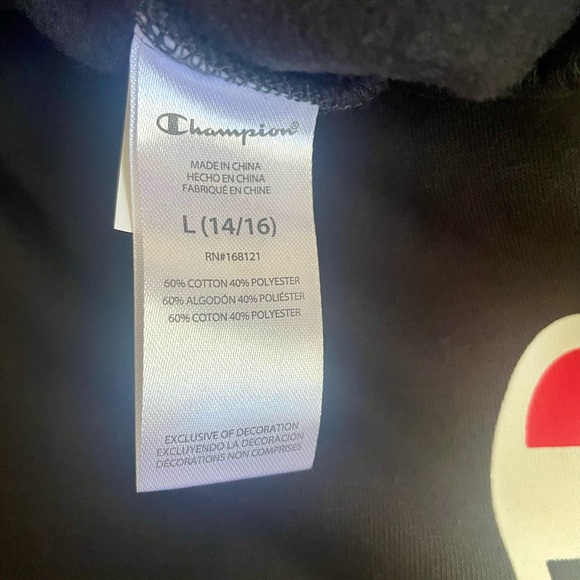 Champion®
MADE IN CHINA
HECHO EN CHINA
FABRIQUÉ EN CHINE
L (14/16)
RN#168121
60% COTTON 40% POLYESTER
60% ALGODÓN 40% POLIÉSTER
60% COTON 40% POLYESTER
EXCLUSIVE OF DECORATION
EXCLUYENDO LA DECORACIÓN
DÉCORATIONS NON COMPRISES